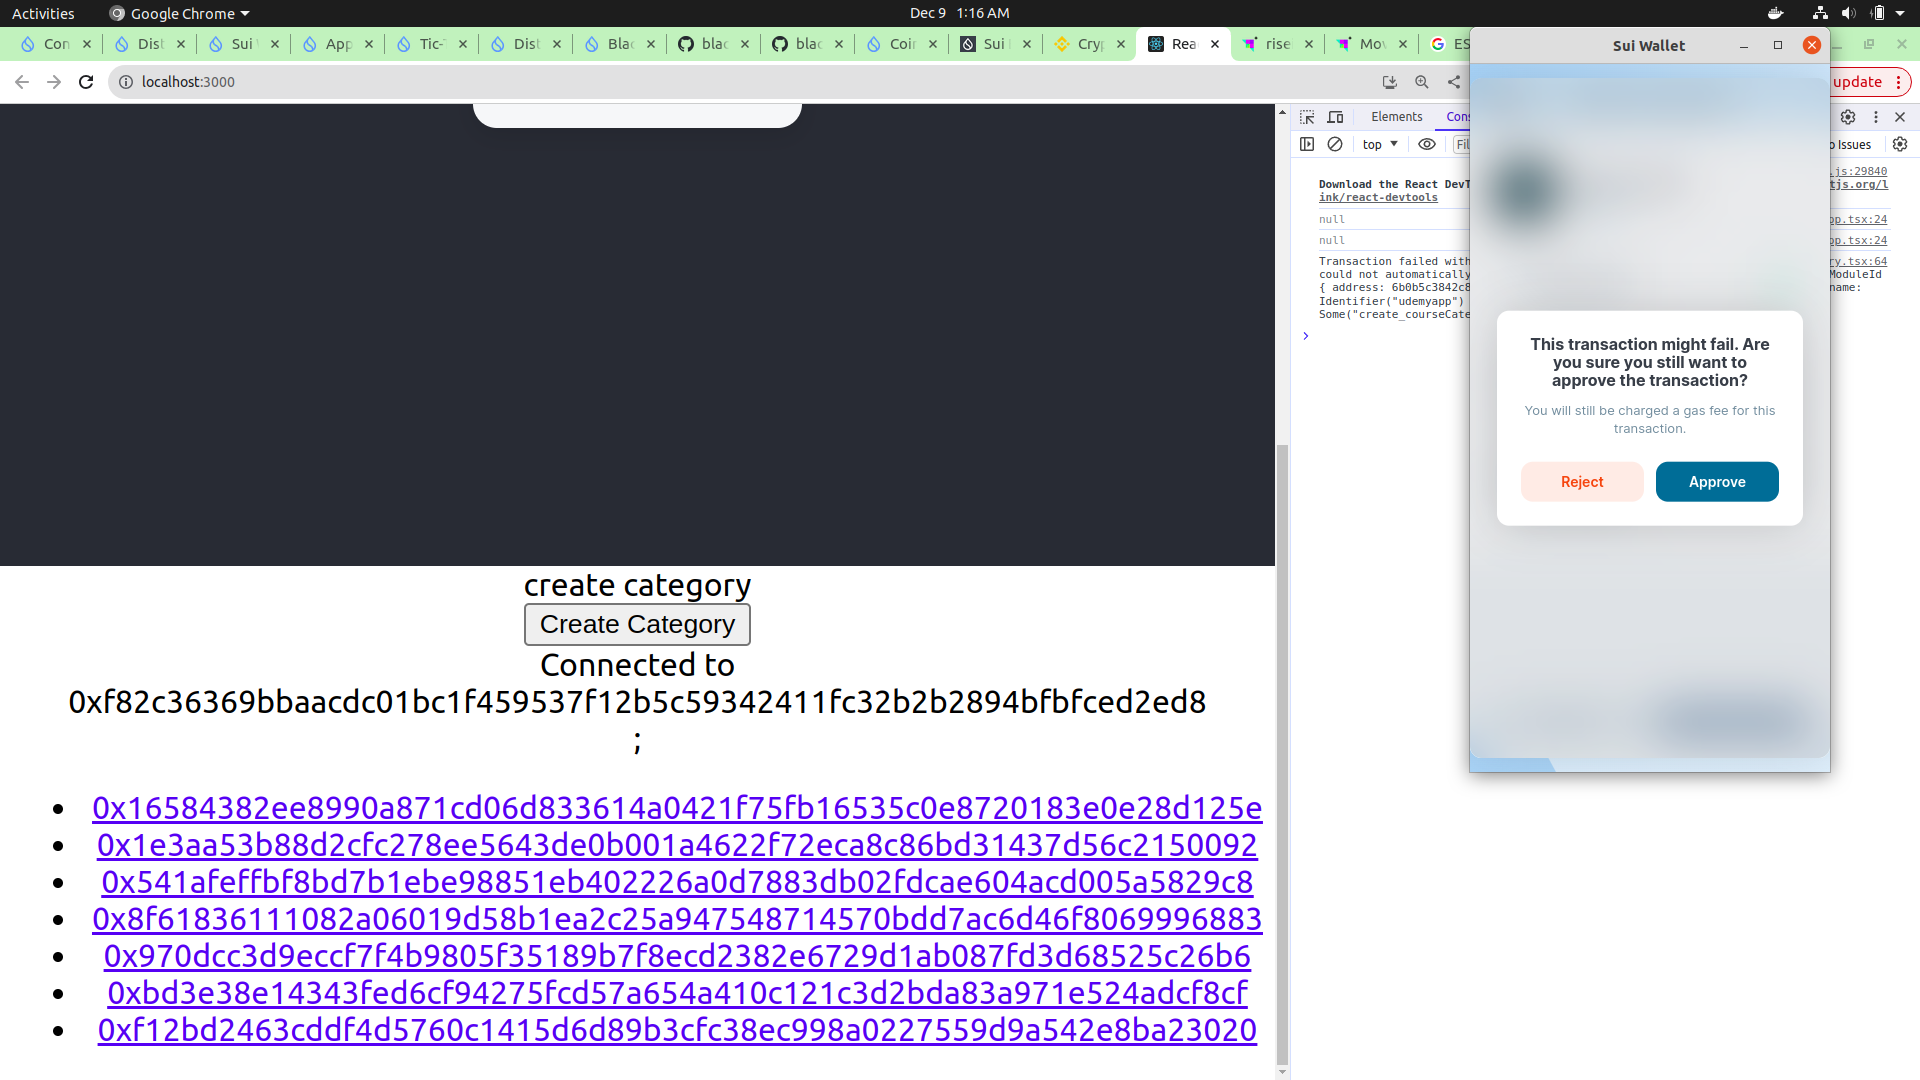 Activities
Google Chrome
Dec 9 1:16 AM
Con
Dist
Sui
App
Tic-
Dist
Blac
blac
blac
Coin
Sui
Cryp
Reac
rise
Mov
ES
localhost:3000
update
Sui Wallet
Elements
Cons
top
Fil
Issues
Download the React DevT
ink/react-devtools
.js:29840
tjs.org/l
null
op.tsx:24
null
op.tsx:24
Transaction failed with
could not automatically
{ address: 6b0b5c3842c8
Identifier("udemyapp")
Some("create_courseCate
ry.tsx:64
ModuleId
name:
This transaction might fail. Are
you sure you still want to
approve the transaction?
You will still be charged a gas fee for this
transaction.
Reject
Approve
create category
Create Category
Connected to
0xf82c36369bbaacdc01bc1f459537f12b5c59342411fc32b2b2894bfbfced2ed8
;
0x16584382ee8990a871cd06d833614a0421f75fb16535c0e8720183e0e28d125e
0x1e3aa53b88d2cfc278ee5643de0b001a4622f72eca8c86bd31437d56c2150092
0x541afeffbf8bd7b1ebe98851eb402226a0d7883db02fdcae604acd005a5829c8
0x8f61836111082a06019d58b1ea2c25a947548714570bdd7ac6d46f8069996883
0x970dcc3d9eccf7f4b9805f35189b7f8ecd2382e6729d1ab087fd3d68525c26b6
0xbd3e38e14343fed6cf94275fcd57a654a410c121c3d2bda83a971e524adcf8cf
0xf12bd2463cddf4d5760c1415d6d89b3cfc38ec998a0227559d9a542e8ba23020